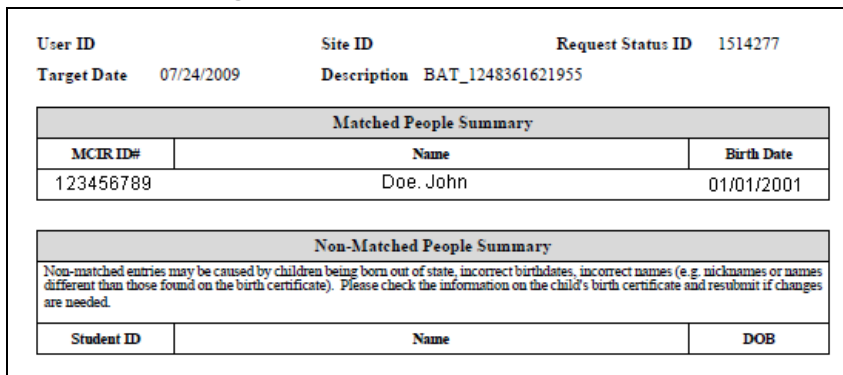 User ID Site ID Request Status ID 1514277
Target Date 07/24/2009 Description BAT_1248361621955
Matched People Summary
MCIR ID# Name Birth Date
123456789 Doe. John 01/01/2001
Non-Matched People Summary
Non-matched entries may be caused by children being born out of state, incorrect birthdates, incorrect names (e.g. nicknames or names
different than those found on the birth certificate). Please check the information on the child's birth certificate and resubmit if changes
are needed.
Student ID Name DOB